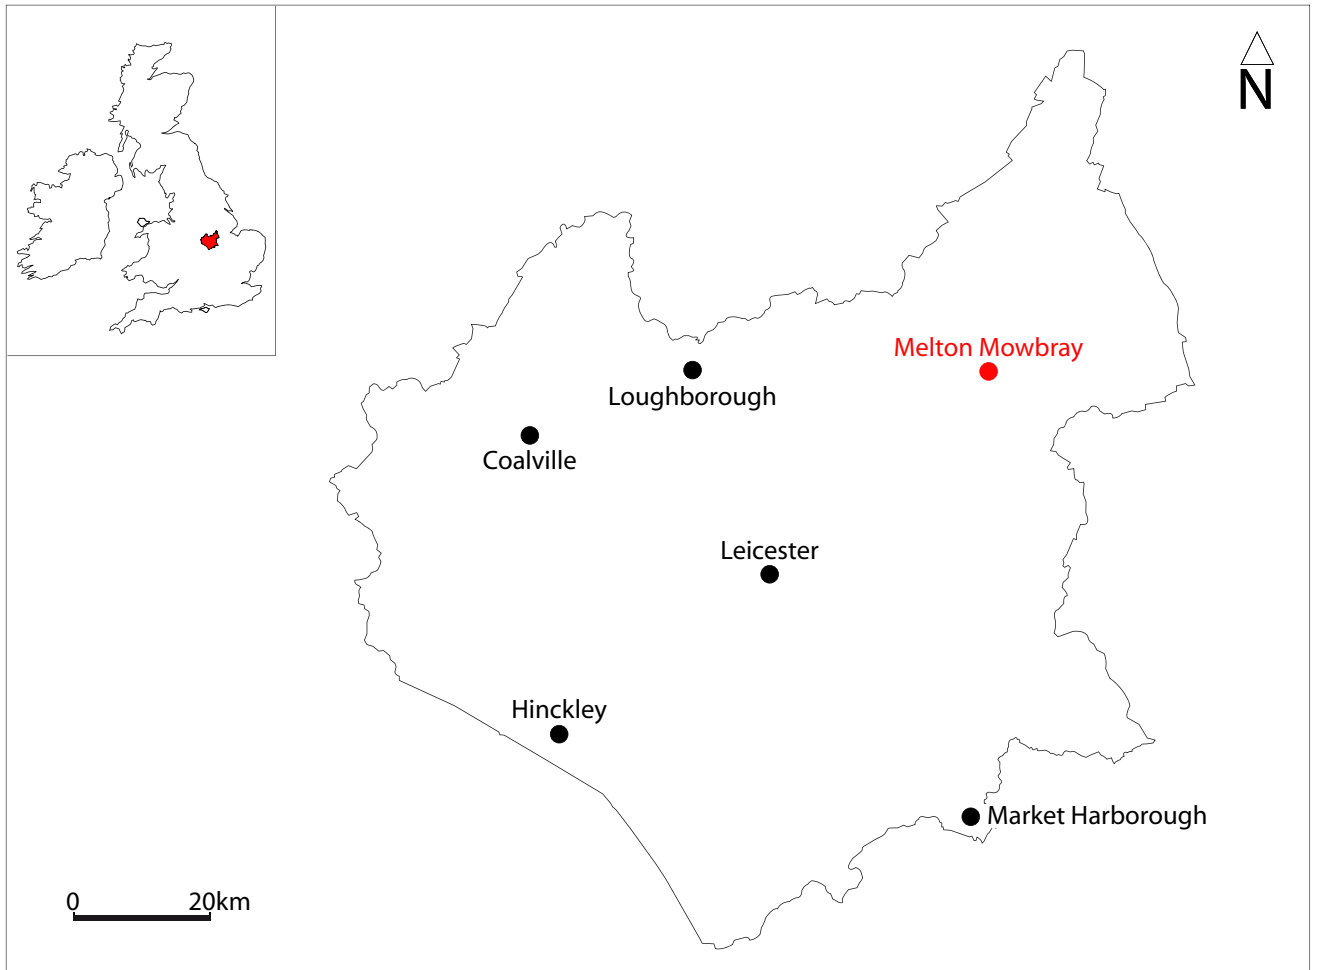 N
Melton Mowbray
Loughborough
Coalville
Leicester
Hinckley
Market Harborough
0 20km